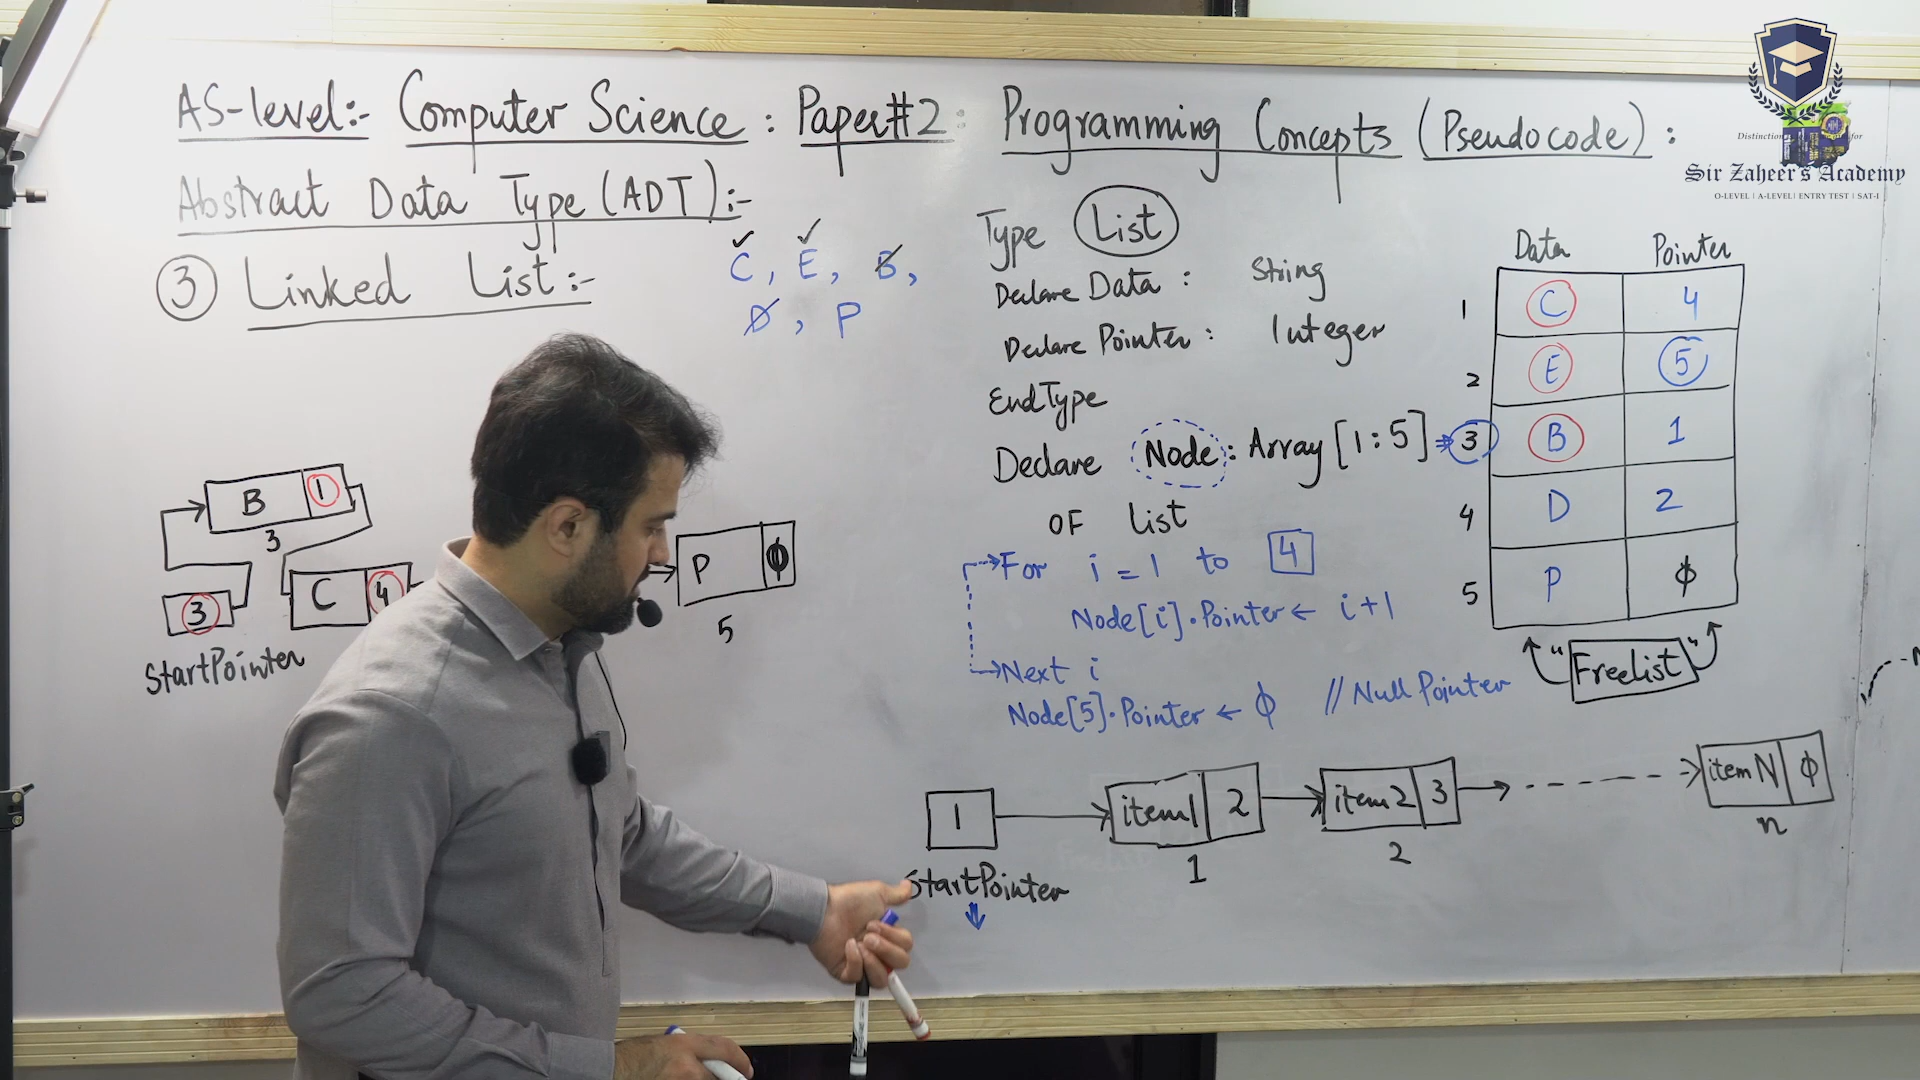 AS-level:- Computer Science : Paper#2 : Programming Concepts (Pseudocode) :
Abstract Data Type (ADT) :-
③ Linked List :-
C, E, B,
D, P
Type List
Declare Data : String
Declare Pointer : Integer
EndType
Declare Node : Array [1:5] ⇒
OF List
For i = 1 to 4
Node[i].Pointer ← i+1
Next i
Node[5].Pointer ← ϕ // Null Pointer
Data Pointer
1 C 4
2 E 5
3 B 1
4 D 2
5 P ϕ
"Freelist"
B 1
3
3
StartPointer
C 4
P ϕ
5
1
StartPointer
item1 2
1
item2 3
2
itemN ϕ
n
Sir Zaheer's Academy
O-LEVEL | A-LEVEL | ENTRY TEST | SAT-I